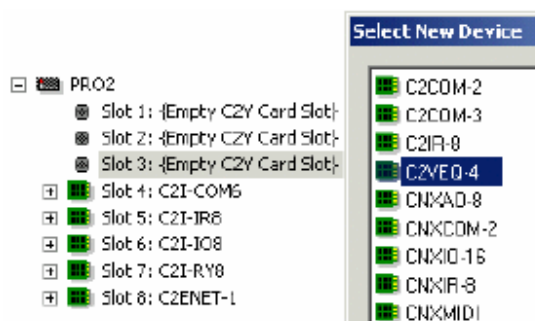 Select New Device
PRO2
Slot 1: {Empty C2Y Card Slot}
Slot 2: {Empty C2Y Card Slot}
Slot 3: {Empty C2Y Card Slot}
Slot 4: C2I-COM6
Slot 5: C2I-IR8
Slot 6: C2I-IO8
Slot 7: C2I-RY8
Slot 8: C2ENET-1
C2COM-2
C2COM-3
C2IR-8
C2VEQ-4
CNXAO-8
CNXCOM-2
CNXIO-16
CNXIR-8
CNXMIDI